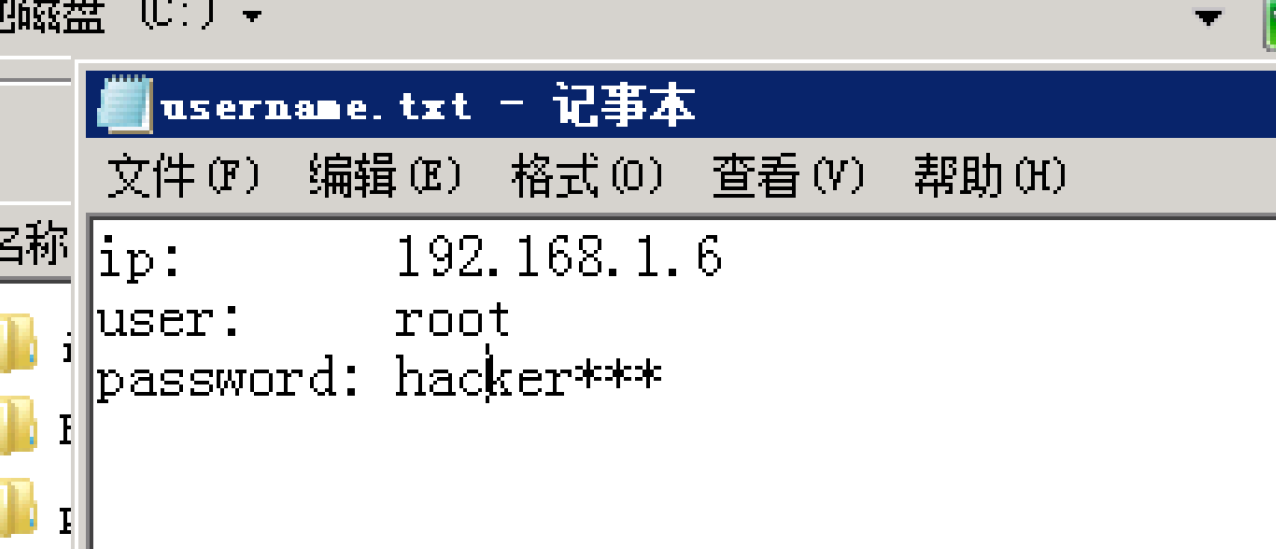 磁盘 (C:)
username.txt - 记事本
文件(F) 编辑(E) 格式(O) 查看(V) 帮助(H)
名称
ip: 192.168.1.6
user: root
password: hacker***